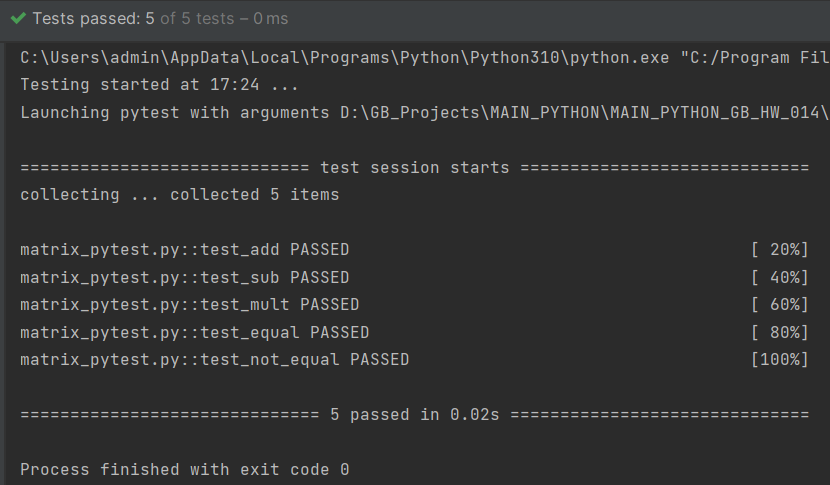 Tests passed: 5 of 5 tests – 0 ms
C:\Users\admin\AppData\Local\Programs\Python\Python310\python.exe "C:/Program Fil
Testing started at 17:24 ...
Launching pytest with arguments D:\GB_Projects\MAIN_PYTHON\MAIN_PYTHON_GB_HW_014\
============================= test session starts =============================
collecting ... collected 5 items
matrix_pytest.py::test_add PASSED [ 20%]
matrix_pytest.py::test_sub PASSED [ 40%]
matrix_pytest.py::test_mult PASSED [ 60%]
matrix_pytest.py::test_equal PASSED [ 80%]
matrix_pytest.py::test_not_equal PASSED [100%]
============================== 5 passed in 0.02s ==============================
Process finished with exit code 0